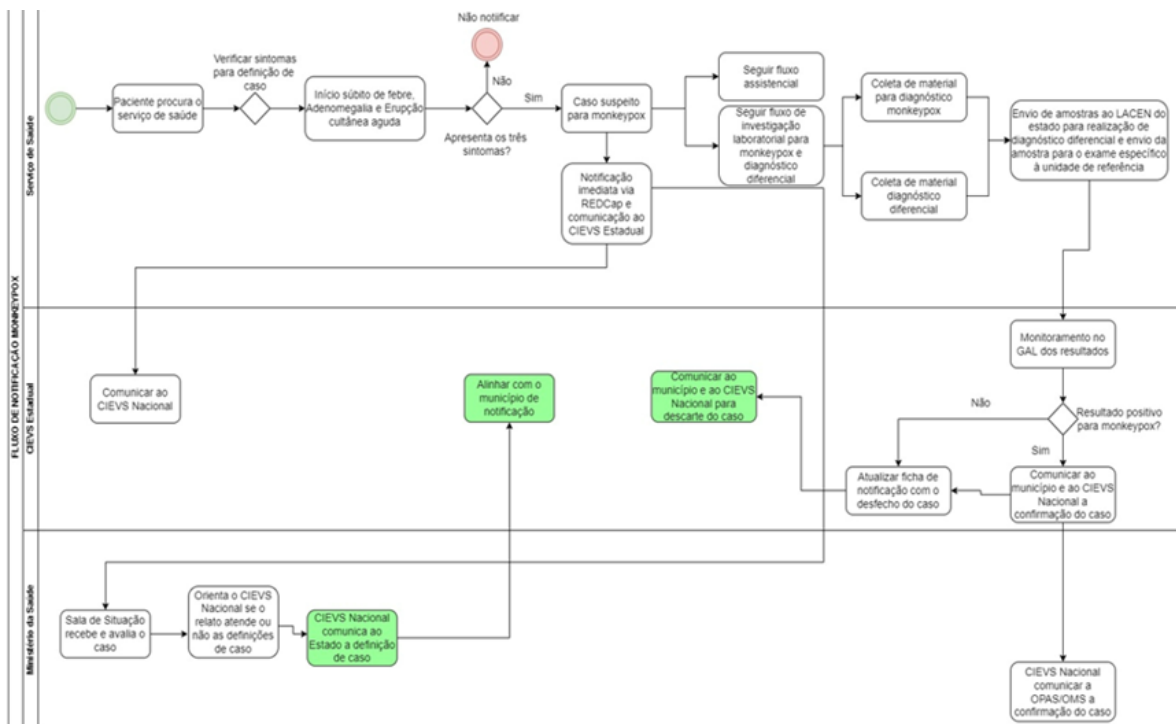 FLUXO DE NOTIFICAÇÃO MONKEYPOX
Serviço de Saúde
Não notificar
Verificar sintomas
para definição de
caso
Paciente procura o
serviço de saúde
Início súbito de febre,
Adenomegalia e Erupção
cultânea aguda
Não
Sim
Apresenta os três
sintomas?
Caso suspeito
para monkeypox
Seguir fluxo
assistencial
Seguir fluxo de
investigação
laboratorial para
monkeypox e
diagnóstico
diferencial
Notificação
imediata via
REDCap e
comunicação ao
CIEVS Estadual
Coleta de material
para diagnóstico
monkeypox
Coleta de material
diagnóstico
diferencial
Envio de amostras ao LACEN do
estado para realização de
diagnóstico diferencial e envio da
amostra para o exame específico
à unidade de referência
CIEVS Estadual
Comunicar ao
CIEVS Nacional
Alinhar com o
município de
notificação
Comunicar ao
município e ao CIEVS
Nacional para
descarte do caso
Monitoramento no
GAL dos resultados
Não
Resultado positivo
para monkeypox?
Sim
Atualizar ficha de
notificação com o
desfecho do caso
Comunicar ao
município e ao CIEVS
Nacional a
confirmação do caso
Ministério da Saúde
Sala de Situação
recebe e avalia o
caso
Orienta o CIEVS
Nacional se o
relato atende ou
não as definições
de caso
CIEVS Nacional
comunica ao
Estado a definição
de caso
CIEVS Nacional
comunicar a
OPAS/OMS a
confirmação do caso